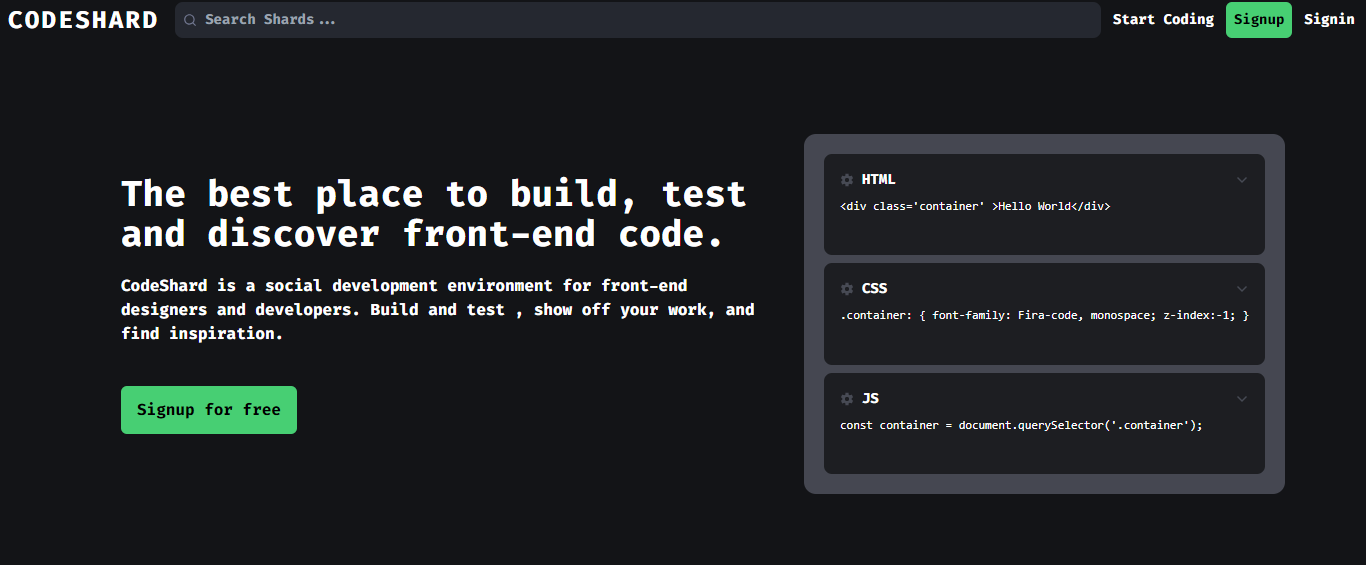 CODESHARD
Search Shards ...
Start Coding
Signup
Signin
The best place to build, test
and discover front-end code.
CodeShard is a social development environment for front-end
designers and developers. Build and test , show off your work, and
find inspiration.
Signup for free
HTML
<div class='container' >Hello World</div>
CSS
.container: { font-family: Fira-code, monospace; z-index:-1; }
JS
const container = document.querySelector('.container');